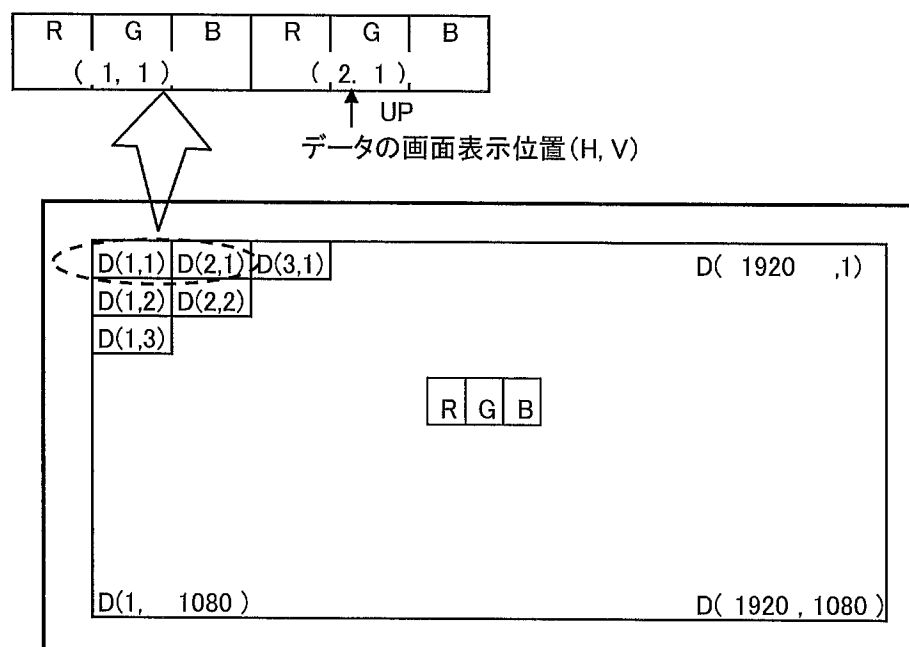 R G B R G B
( 1, 1 ) ( 2. 1 )
UP
データの画面表示位置(H, V)
D(1,1) D(2,1) D(3,1) D( 1920 ,1)
D(1,2) D(2,2)
D(1,3)
R G B
D(1, 1080 ) D( 1920 , 1080 )